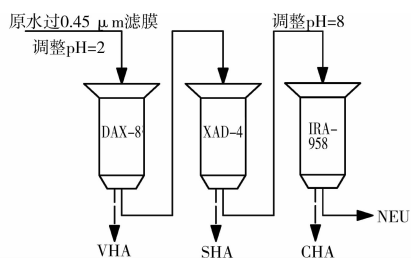 原水过0.45 μm滤膜
调整pH=2
调整pH=8
DAX-8
XAD-4
IRA-
958
NEU
VHA
SHA
CHA